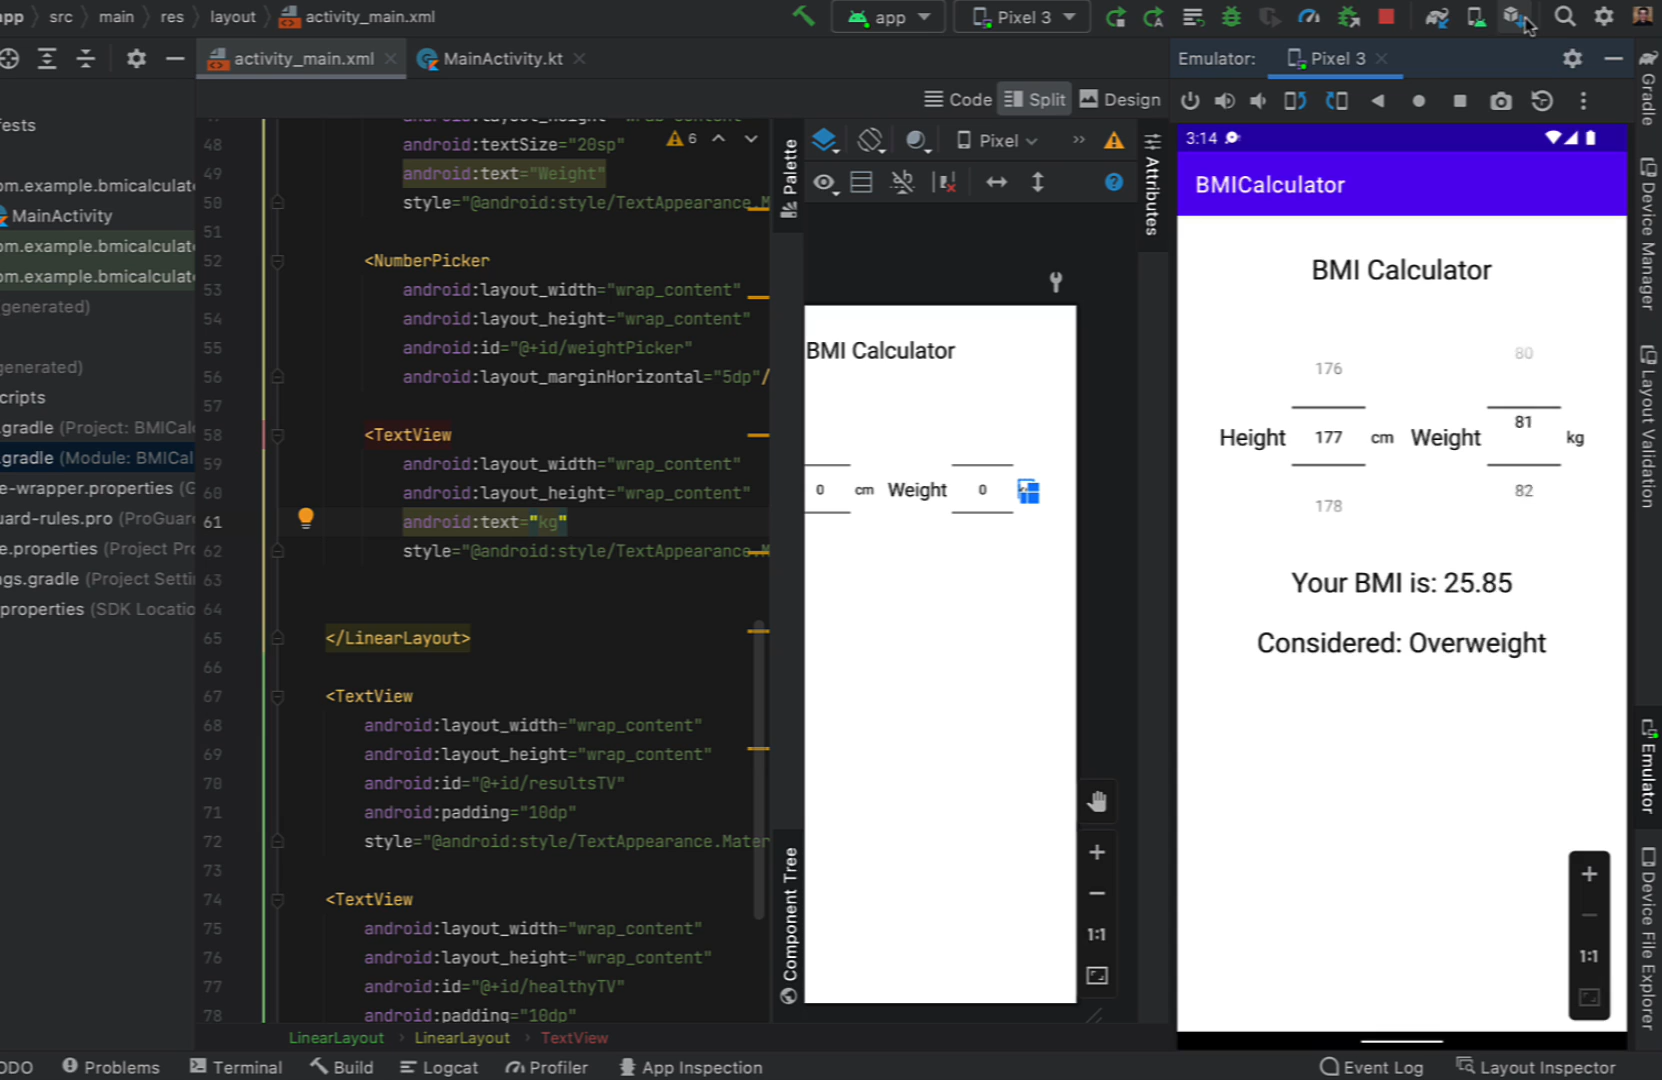 app > src > main > res > layout > activity_main.xml
app
Pixel 3
activity_main.xml
MainActivity.kt
Emulator:
Pixel 3
Code
Split
Design
48 android:textSize="20sp"
6
49 android:text="Weight"
50 style="@android:style/TextAppearance.M
51
52 <NumberPicker
53 android:layout_width="wrap_content"
54 android:layout_height="wrap_content"
55 android:id="@+id/weightPicker"
56 android:layout_marginHorizontal="5dp"/
57
58 <TextView
59 android:layout_width="wrap_content"
60 android:layout_height="wrap_content"
61 android:text="kg"
62 style="@android:style/TextAppearance.M
63
64
65 </LinearLayout>
66
67 <TextView
68 android:layout_width="wrap_content"
69 android:layout_height="wrap_content"
70 android:id="@+id/resultsTV"
71 android:padding="10dp"
72 style="@android:style/TextAppearance.Mater
73
74 <TextView
75 android:layout_width="wrap_content"
76 android:layout_height="wrap_content"
77 android:id="@+id/healthyTV"
78 android:padding="10dp"
LinearLayout > LinearLayout > TextView
ests
om.example.bmicalculat
MainActivity
om.example.bmicalculat
om.example.bmicalculat
generated)
generated)
cripts
.gradle (Project: BMICal
.gradle (Module: BMICal
e-wrapper.properties (G
uard-rules.pro (ProGuar
e.properties (Project Pro
ngs.gradle (Project Setti
properties (SDK Locatio
Palette
Component Tree
Pixel
Attributes
BMI Calculator
0 cm Weight 0
1:1
3:14
BMICalculator
BMI Calculator
176 80
Height 177 cm Weight 81 kg
178 82
Your BMI is: 25.85
Considered: Overweight
1:1
Gradle
Device Manager
Layout Validation
Emulator
Device File Explorer
ODO
Problems
Terminal
Build
Logcat
Profiler
App Inspection
Event Log
Layout Inspector